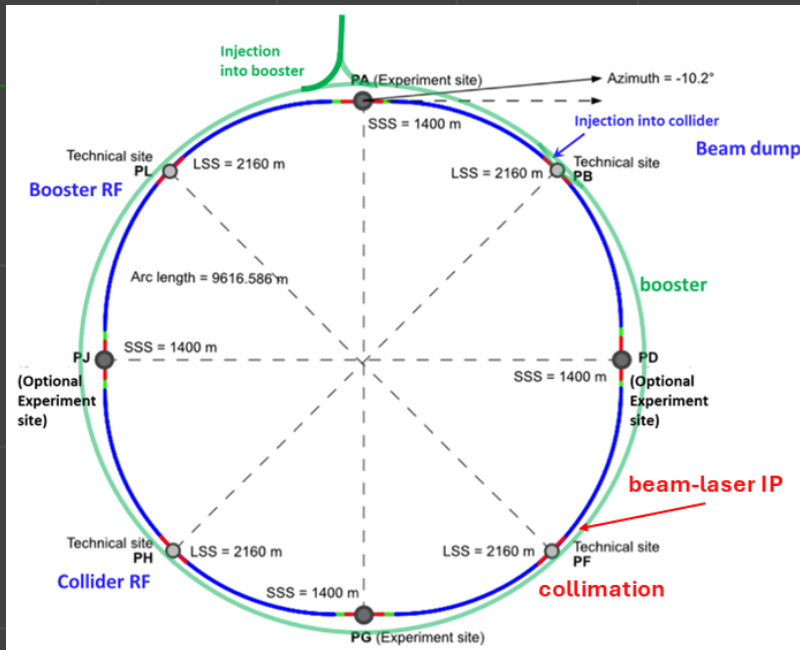 Injection
into booster
PA (Experiment site)
Azimuth = -10.2°
SSS = 1400 m
Injection into collider
Beam dump
Technical site
PL
LSS = 2160 m
Booster RF
LSS = 2160 m
Technical site
PB
Arc length = 9616.586 m
booster
PJ
SSS = 1400 m
(Optional
Experiment
site)
SSS = 1400 m
PD
(Optional
Experiment
site)
beam-laser IP
Technical site
PH
LSS = 2160 m
Collider RF
LSS = 2160 m
Technical site
PF
collimation
SSS = 1400 m
PG (Experiment site)